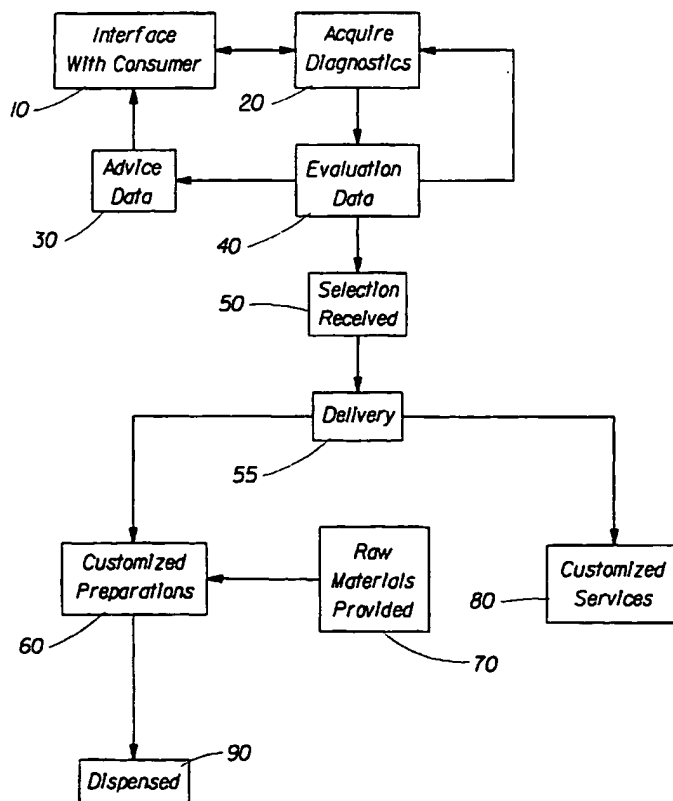 Interface
With Consumer
10
Acquire
Diagnostics
20
Advice
Data
30
Evaluation
Data
40
Selection
Received
50
Delivery
55
Customized
Preparations
60
Raw
Materials
Provided
70
Customized
Services
80
Dispensed
90